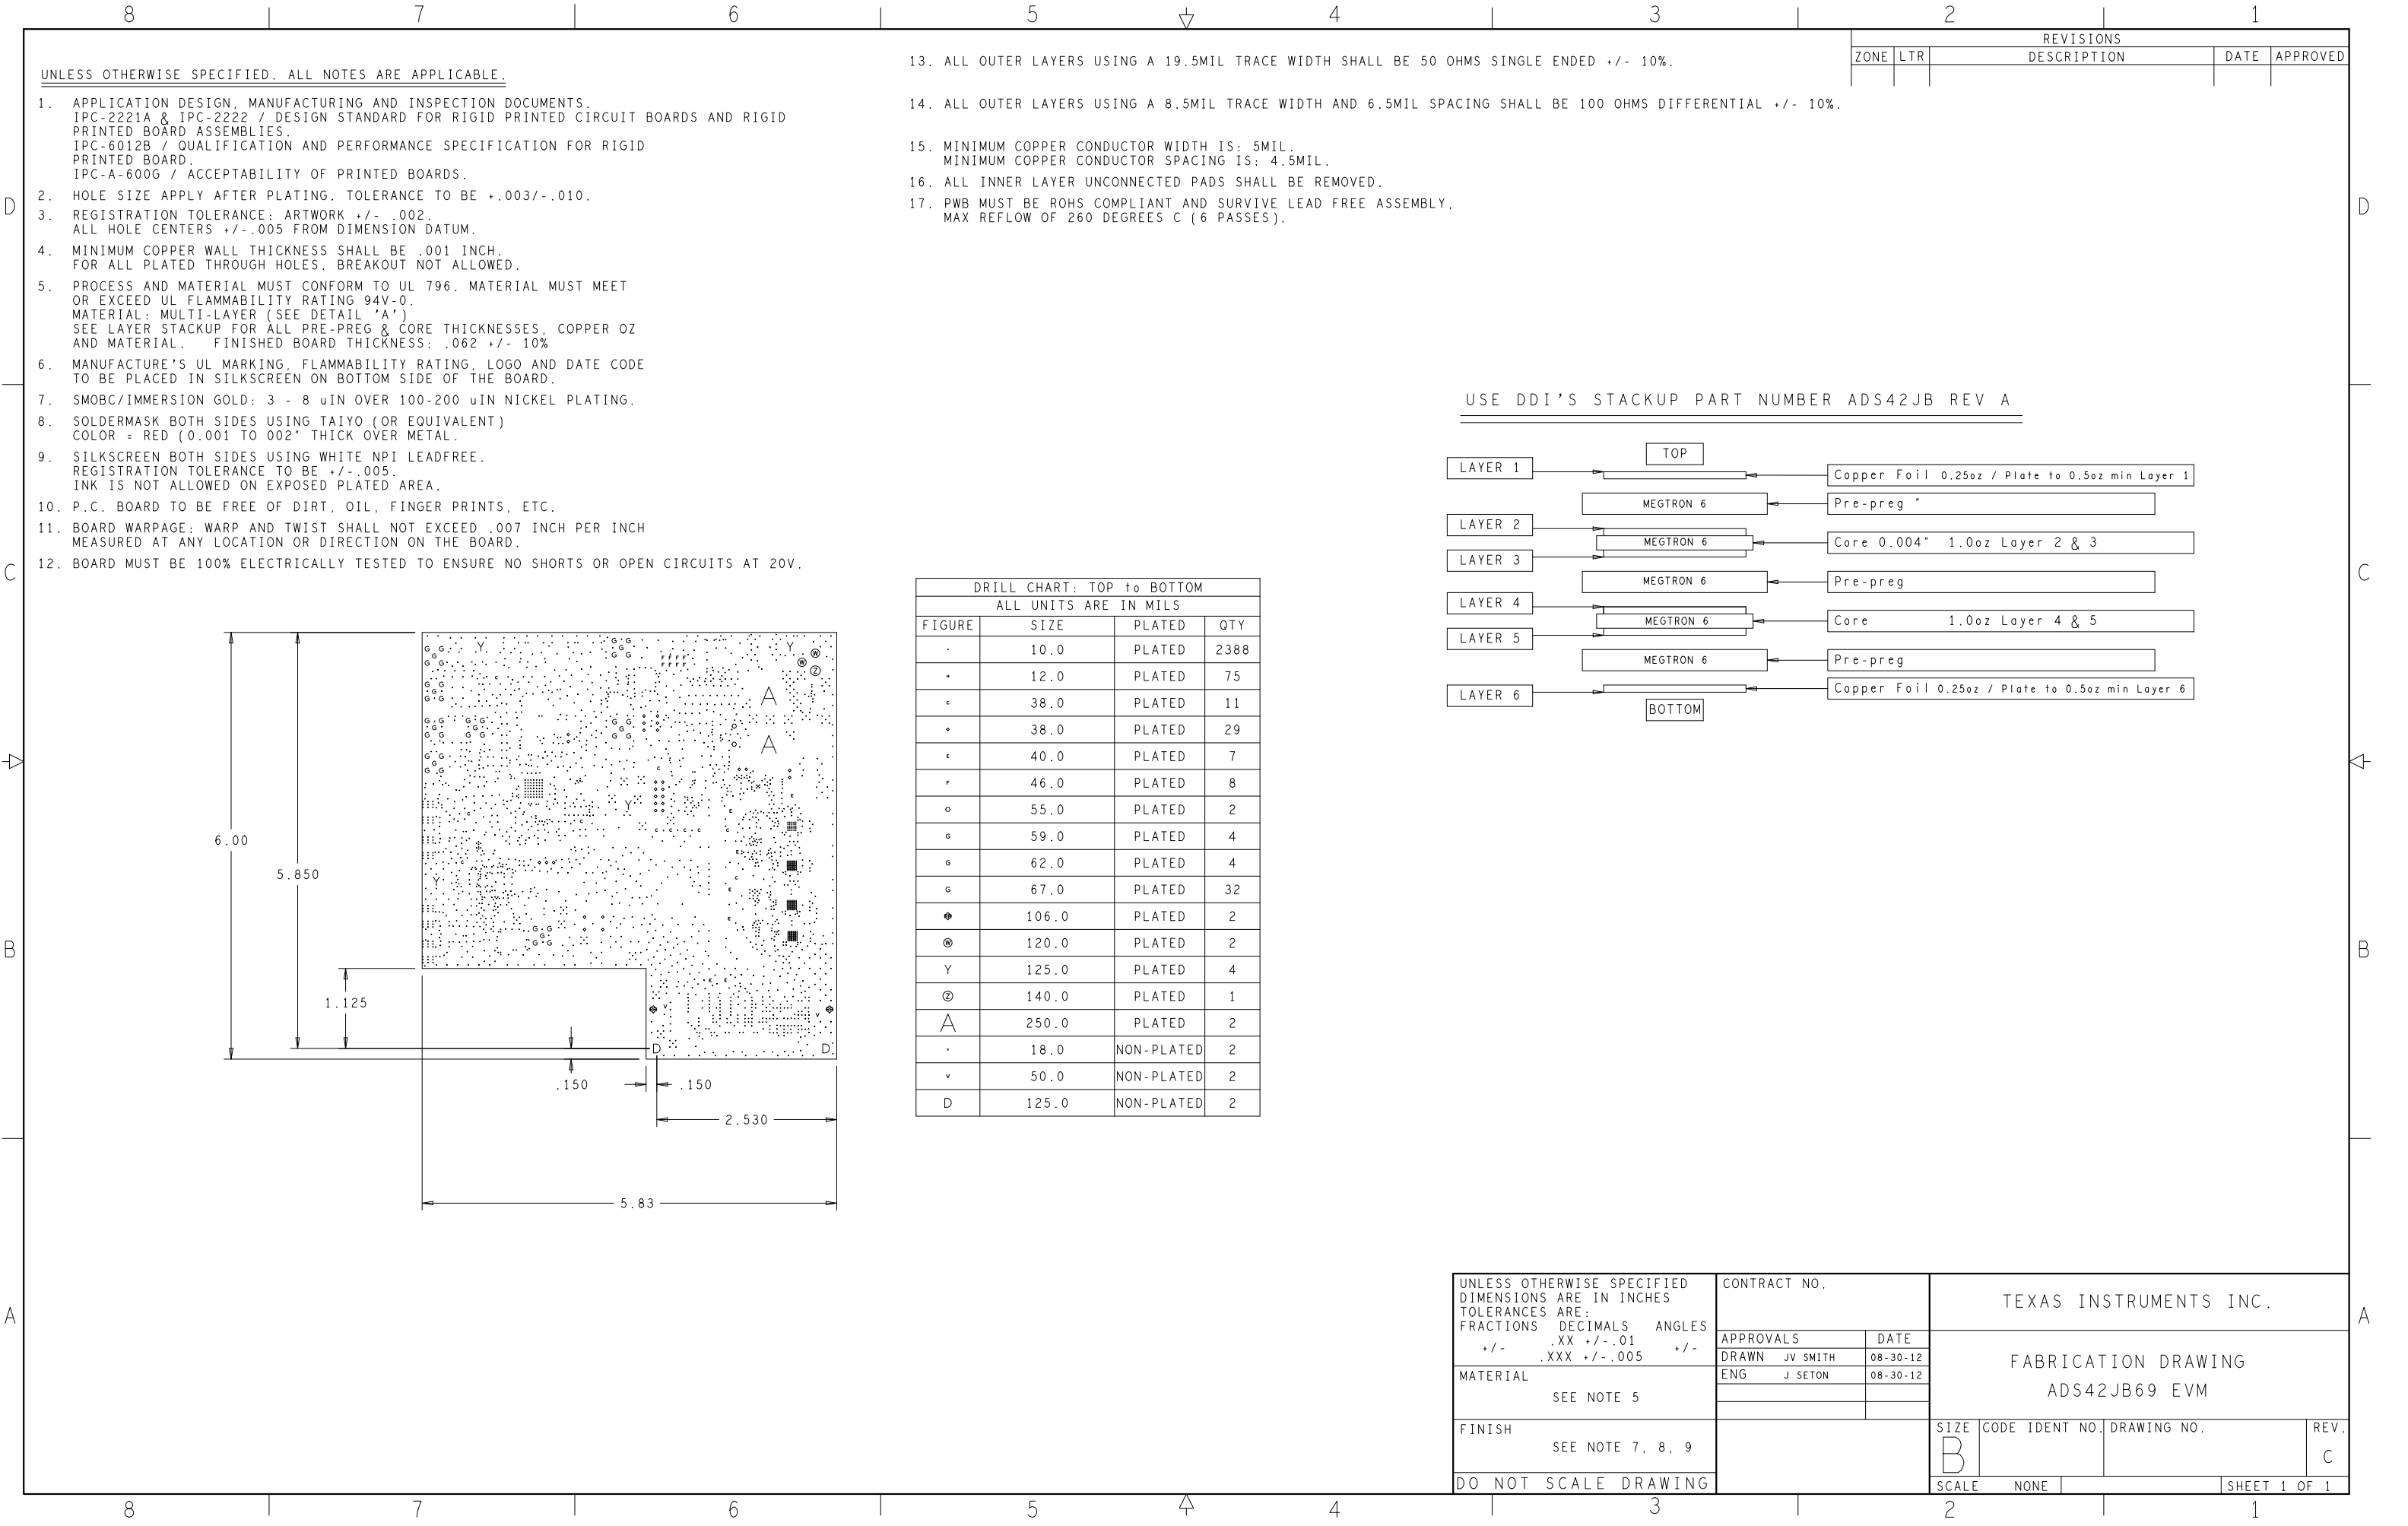 8 7 6 5 4 3 2 1
UNLESS OTHERWISE SPECIFIED. ALL NOTES ARE APPLICABLE.
1. APPLICATION DESIGN, MANUFACTURING AND INSPECTION DOCUMENTS.
IPC-2221A & IPC-2222 / DESIGN STANDARD FOR RIGID PRINTED CIRCUIT BOARDS AND RIGID
PRINTED BOARD ASSEMBLIES.
IPC-6012B / QUALIFICATION AND PERFORMANCE SPECIFICATION FOR RIGID
PRINTED BOARD.
IPC-A-600G / ACCEPTABILITY OF PRINTED BOARDS.
2. HOLE SIZE APPLY AFTER PLATING. TOLERANCE TO BE +.003/-.010.
3. REGISTRATION TOLERANCE: ARTWORK +/- .002.
ALL HOLE CENTERS +/-.005 FROM DIMENSION DATUM.
4. MINIMUM COPPER WALL THICKNESS SHALL BE .001 INCH.
FOR ALL PLATED THROUGH HOLES. BREAKOUT NOT ALLOWED.
5. PROCESS AND MATERIAL MUST CONFORM TO UL 796. MATERIAL MUST MEET
OR EXCEED UL FLAMMABILITY RATING 94V-0.
MATERIAL: MULTI-LAYER (SEE DETAIL 'A')
SEE LAYER STACKUP FOR ALL PRE-PREG & CORE THICKNESSES, COPPER OZ
AND MATERIAL. FINISHED BOARD THICKNESS: .062 +/- 10%
6. MANUFACTURE'S UL MARKING, FLAMMABILITY RATING, LOGO AND DATE CODE
TO BE PLACED IN SILKSCREEN ON BOTTOM SIDE OF THE BOARD.
7. SMOBC/IMMERSION GOLD: 3 - 8 uIN OVER 100-200 uIN NICKEL PLATING.
8. SOLDERMASK BOTH SIDES USING TAIYO (OR EQUIVALENT)
COLOR = RED (0.001 TO 002" THICK OVER METAL.
9. SILKSCREEN BOTH SIDES USING WHITE NPI LEADFREE.
REGISTRATION TOLERANCE TO BE +/-.005.
INK IS NOT ALLOWED ON EXPOSED PLATED AREA.
10. P.C. BOARD TO BE FREE OF DIRT, OIL, FINGER PRINTS, ETC.
11. BOARD WARPAGE: WARP AND TWIST SHALL NOT EXCEED .007 INCH PER INCH
MEASURED AT ANY LOCATION OR DIRECTION ON THE BOARD.
12. BOARD MUST BE 100% ELECTRICALLY TESTED TO ENSURE NO SHORTS OR OPEN CIRCUITS AT 20V.
13. ALL OUTER LAYERS USING A 19.5MIL TRACE WIDTH SHALL BE 50 OHMS SINGLE ENDED +/- 10%.
14. ALL OUTER LAYERS USING A 8.5MIL TRACE WIDTH AND 6.5MIL SPACING SHALL BE 100 OHMS DIFFERENTIAL +/- 10%.
15. MINIMUM COPPER CONDUCTOR WIDTH IS: 5MIL.
MINIMUM COPPER CONDUCTOR SPACING IS: 4.5MIL.
16. ALL INNER LAYER UNCONNECTED PADS SHALL BE REMOVED.
17. PWB MUST BE ROHS COMPLIANT AND SURVIVE LEAD FREE ASSEMBLY,
MAX REFLOW OF 260 DEGREES C (6 PASSES).
REVISIONS
ZONE LTR DESCRIPTION DATE APPROVED
D D
C C
B B
A A
USE DDI'S STACKUP PART NUMBER ADS42JB REV A
TOP
LAYER 1 Copper Foil 0.25oz / Plate to 0.5oz min Layer 1
MEGTRON 6 Pre-preg "
LAYER 2
MEGTRON 6 Core 0.004" 1.0oz Layer 2 & 3
LAYER 3
MEGTRON 6 Pre-preg
LAYER 4
MEGTRON 6 Core 1.0oz Layer 4 & 5
LAYER 5
MEGTRON 6 Pre-preg
LAYER 6 Copper Foil 0.25oz / Plate to 0.5oz min Layer 6
BOTTOM
6.00
5.850
1.125
.150
.150
2.530
5.83
DRILL CHART: TOP to BOTTOM
ALL UNITS ARE IN MILS
FIGURE SIZE PLATED QTY
10.0 PLATED 2388
12.0 PLATED 75
C 38.0 PLATED 11
38.0 PLATED 29
E 40.0 PLATED 7
F 46.0 PLATED 8
55.0 PLATED 2
G 59.0 PLATED 4
G 62.0 PLATED 4
G 67.0 PLATED 32
106.0 PLATED 2
W 120.0 PLATED 2
Y 125.0 PLATED 4
Z 140.0 PLATED 1
A 250.0 PLATED 2
18.0 NON-PLATED 2
V 50.0 NON-PLATED 2
D 125.0 NON-PLATED 2
UNLESS OTHERWISE SPECIFIED
DIMENSIONS ARE IN INCHES
TOLERANCES ARE:
FRACTIONS DECIMALS ANGLES
+/- .XX +/-.01 +/-
.XXX +/-.005
MATERIAL
SEE NOTE 5
FINISH
SEE NOTE 7, 8, 9
DO NOT SCALE DRAWING
CONTRACT NO.
APPROVALS DATE
DRAWN JV SMITH 08-30-12
ENG J SETON 08-30-12
TEXAS INSTRUMENTS INC.
FABRICATION DRAWING
ADS42JB69 EVM
SIZE CODE IDENT NO. DRAWING NO. REV.
B C
SCALE NONE SHEET 1 OF 1
8 7 6 5 4 3 2 1